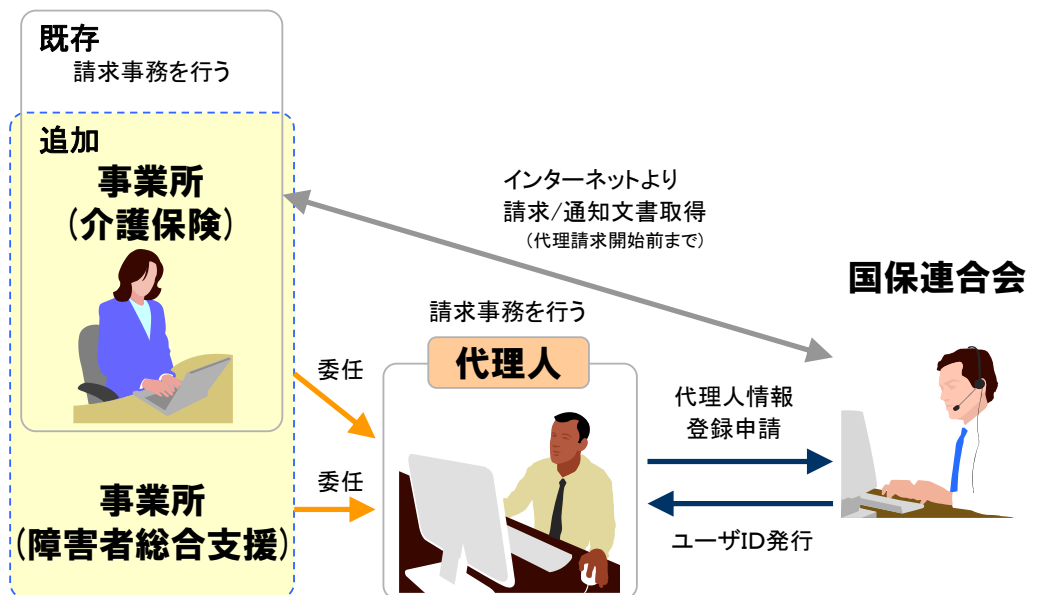 既存
請求事務を行う
追加
事業所
(介護保険)
インターネットより
請求/通知文書取得
(代理請求開始前まで)
国保連合会
請求事務を行う
代理人
委任
代理人情報
登録申請
委任
事業所
(障害者総合支援)
ユーザID発行